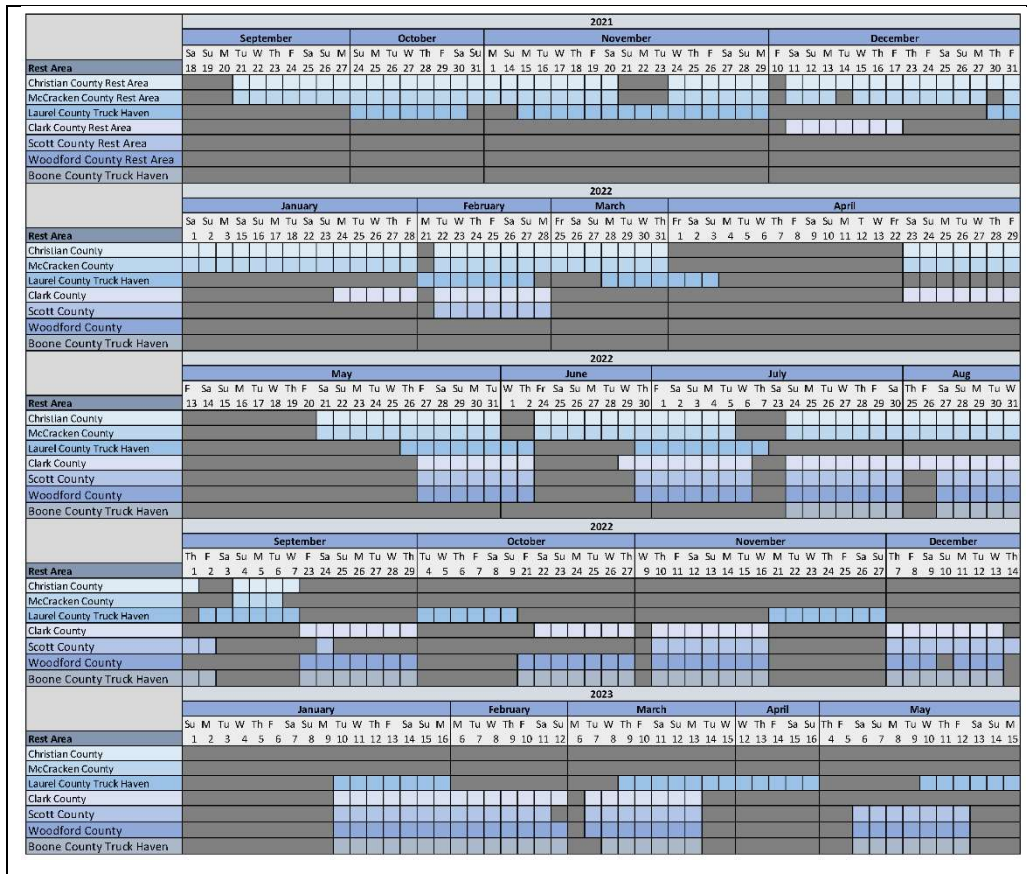 2021
September October November December
Sa Su M Tu W Th F Sa Su M Su M Tu W Th F Sa Su M Su M Tu W Th F Sa Su M Tu W Th F Sa Su M F Sa Su M Tu W Th F Th F Sa Su M Th F
Rest Area 18 19 20 21 22 23 24 25 26 27 24 25 26 27 28 29 30 31 1 14 15 16 17 18 19 20 21 22 23 24 25 26 27 28 29 10 11 12 13 14 15 16 17 23 24 25 26 27 30 31
Christian County Rest Area
McCracken County Rest Area
Laurel County Truck Haven
Clark County Rest Area
Scott County Rest Area
Woodford County Rest Area
Boone County Truck Haven
2022
January February March April
Sa Su M Sa Su M Tu Sa Su M Tu W Th F M Tu W Th F Sa Su M Fr Sa Su M Tu W Th Fr Sa Su M Tu W Th F Sa Su M T W Fr Sa Su M Tu W Th F
Rest Area 1 2 3 15 16 17 18 22 23 24 25 26 27 28 21 22 23 24 25 26 27 28 25 26 27 28 29 30 31 1 2 3 4 5 6 7 8 9 10 11 12 13 22 23 24 25 26 27 28 29
Christian County
McCracken County
Laurel County Truck Haven
Clark County
Scott County
Woodford County
Boone County Truck Haven
2022
May June July Aug
F Sa Su M Tu W Th F Sa Su M Tu W Th F Sa Su M Tu W Th Fr Sa Su M Tu W Th F Sa Su M Tu W Th Sa Su M Tu W Th F Sa Th F Sa Su M Tu W
Rest Area 13 14 15 16 17 18 19 20 21 22 23 24 25 26 27 28 29 30 31 1 2 24 25 26 27 28 29 30 1 2 3 4 5 6 7 23 24 25 26 27 28 29 30 25 26 27 28 29 30 31
Christian County
McCracken County
Laurel County Truck Haven
Clark County
Scott County
Woodford County
Boone County Truck Haven
2022
September October November December
Th F Sa Su M Tu W F Sa Su M Tu W Th Tu W Th F Sa Su F Sa Su M Tu W Th W Th F Sa Su M Tu W M Tu W Th F Sa Su Th F Sa Su M Tu W Th
Rest Area 1 2 3 4 5 6 7 23 24 25 26 27 28 29 4 5 6 7 8 9 21 22 23 24 25 26 27 9 10 11 12 13 14 15 16 21 22 23 24 25 26 27 7 8 9 10 11 12 13 14
Christian County
McCracken County
Laurel County Truck Haven
Clark County
Scott County
Woodford County
Boone County Truck Haven
2023
January February March April May
Su M Tu W Th F Sa Su M Tu W Th F Sa Su M M Tu W Th F Sa Su M Tu W Th F Sa Su M Tu W W Th F Sa Su Th F Sa Su M Tu W Th F Sa Su M
Rest Area 1 2 3 4 5 6 7 8 9 10 11 12 13 14 15 16 6 7 8 9 10 11 12 6 7 8 9 10 11 12 13 14 15 12 13 14 15 16 4 5 6 7 8 9 10 11 12 13 14 15
Christian County
McCracken County
Laurel County Truck Haven
Clark County
Scott County
Woodford County
Boone County Truck Haven